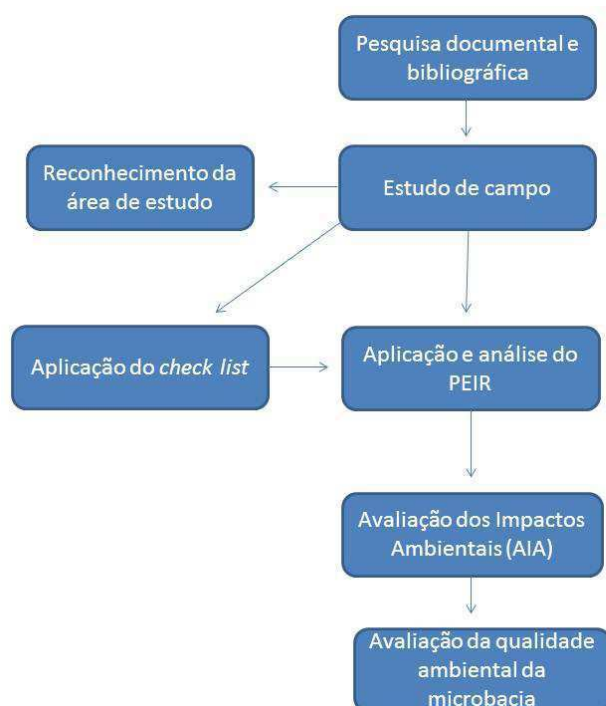 Pesquisa documental e
bibliográfica
Reconhecimento da
área de estudo
Estudo de campo
Aplicação do check list
Aplicação e análise do
PEIR
Avaliação dos Impactos
Ambientais (AIA)
Avaliação da qualidade
ambiental da
microbacia